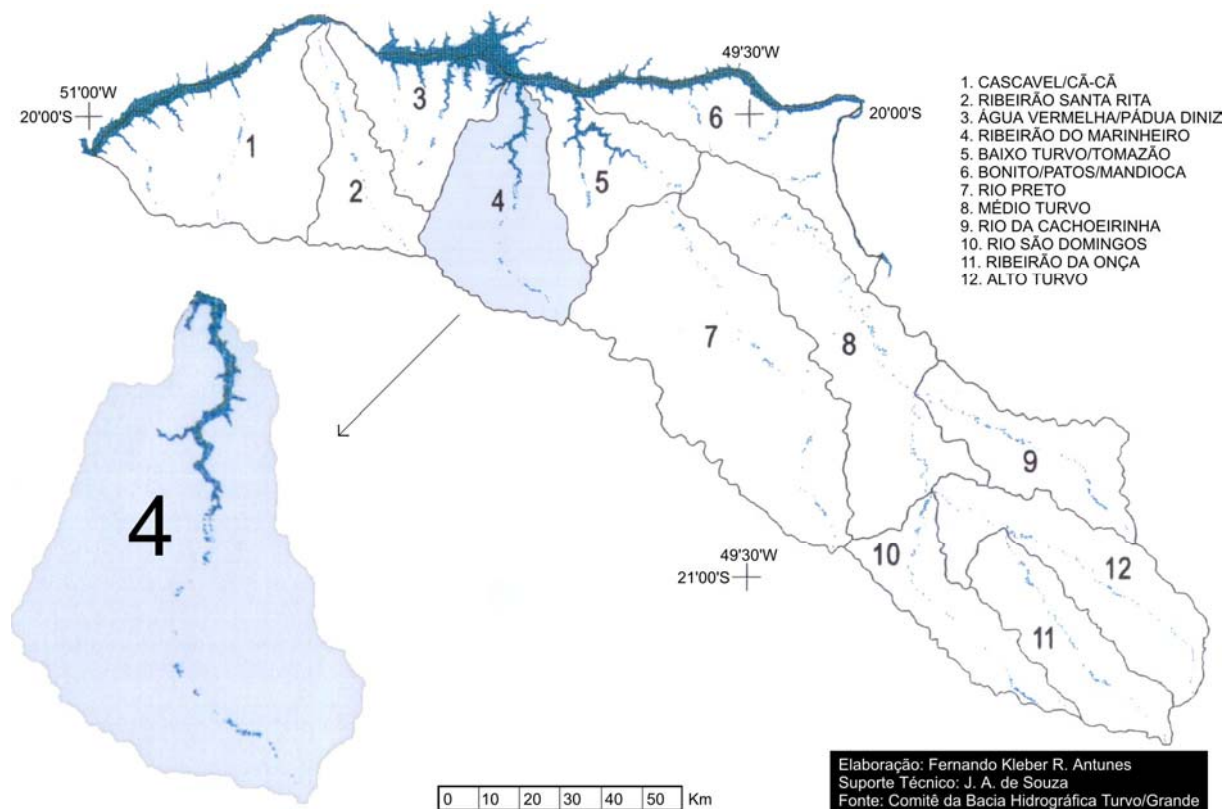 51°00'W
20°00'S
49°30'W
20°00'S
1. CASCAVEL/CÃ-CÃ
2. RIBEIRÃO SANTA RITA
3. ÁGUA VERMELHA/PÁDUA DINIZ
4. RIBEIRÃO DO MARINHEIRO
5. BAIXO TURVO/TOMAZÃO
6. BONITO/PATOS/MANDIOCA
7. RIO PRETO
8. MÉDIO TURVO
9. RIO DA CACHOEIRINHA
10. RIO SÃO DOMINGOS
11. RIBEIRÃO DA ONÇA
12. ALTO TURVO
1
2
3
4
5
6
7
8
9
10
11
12
4
49°30'W
21°00'S
0 10 20 30 40 50 Km
Elaboração: Fernando Kleber R. Antunes
Suporte Técnico: J. A. de Souza
Fonte: Comitê da Bacia Hidrográfica Turvo/Grande